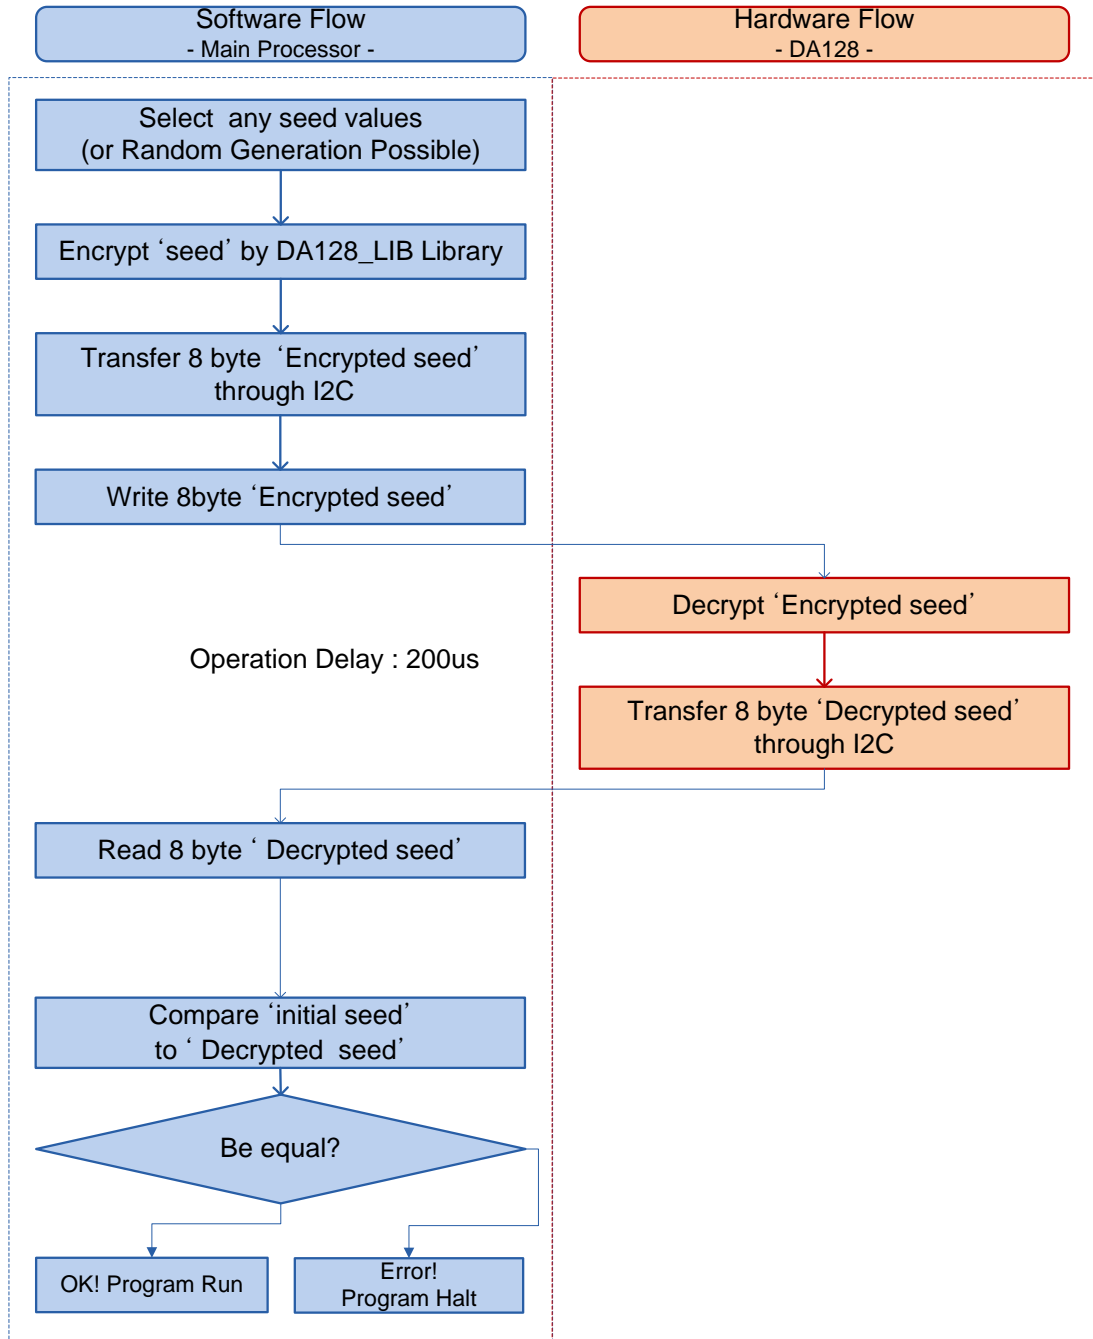 Software Flow
- Main Processor -
Hardware Flow
- DA128 -
Select  any seed values
(or Random Generation Possible)
Encrypt ‘seed’ by DA128_LIB Library
Transfer 8 byte  ‘Encrypted seed’
through I2C
Write 8byte ‘Encrypted seed’
Decrypt ‘Encrypted seed’
Operation Delay : 200us
Transfer 8 byte ‘Decrypted seed’
through I2C
Read 8 byte ‘ Decrypted seed’
Compare ‘initial seed’
to ‘ Decrypted  seed’
Be equal?
OK! Program Run
Error!
Program Halt